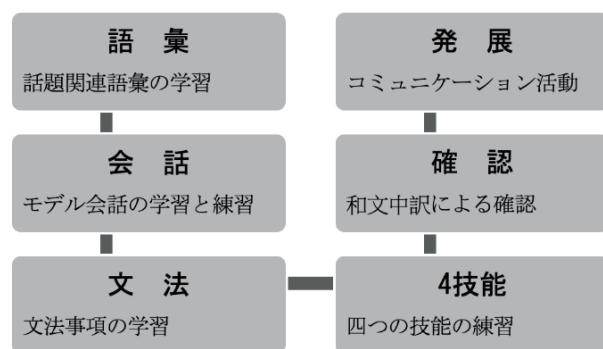 語 彙
話題関連語彙の学習
会 話
モデル会話の学習と練習
文 法
文法事項の学習
4技能
四つの技能の練習
確 認
和文中訳による確認
発 展
コミュニケーション活動